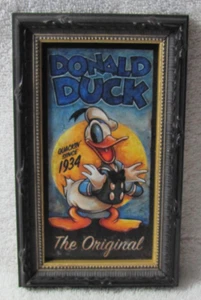 DONALD
DUCK
QUACKIN'
SINCE
1934
The Original